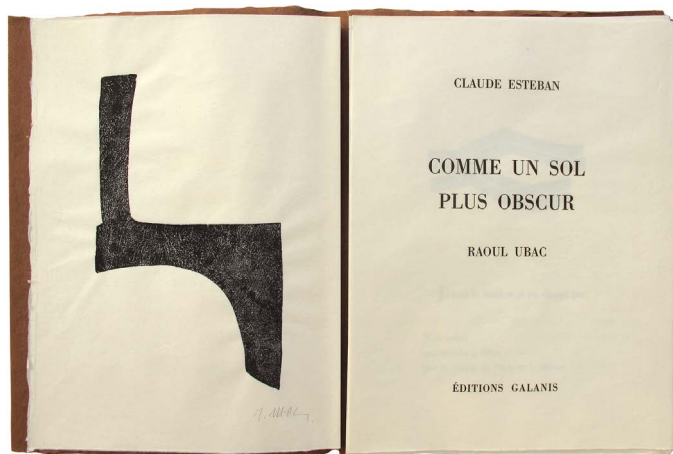 CLAUDE ESTEBAN
COMME UN SOL
PLUS OBSCUR
RAOUL UBAC
ÉDITIONS GALANIS